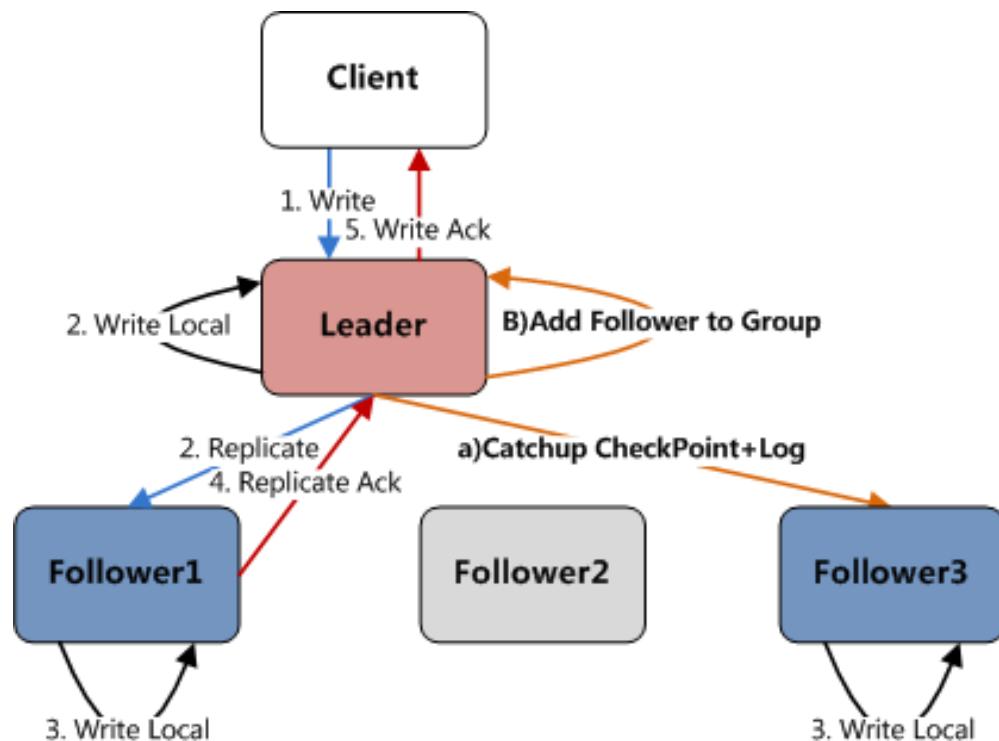 Client
1. Write
5. Write Ack
2. Write Local
Leader
B)Add Follower to Group
2. Replicate
a)Catchup CheckPoint+Log
4. Replicate Ack
Follower1
Follower2
Follower3
3. Write Local
3. Write Local